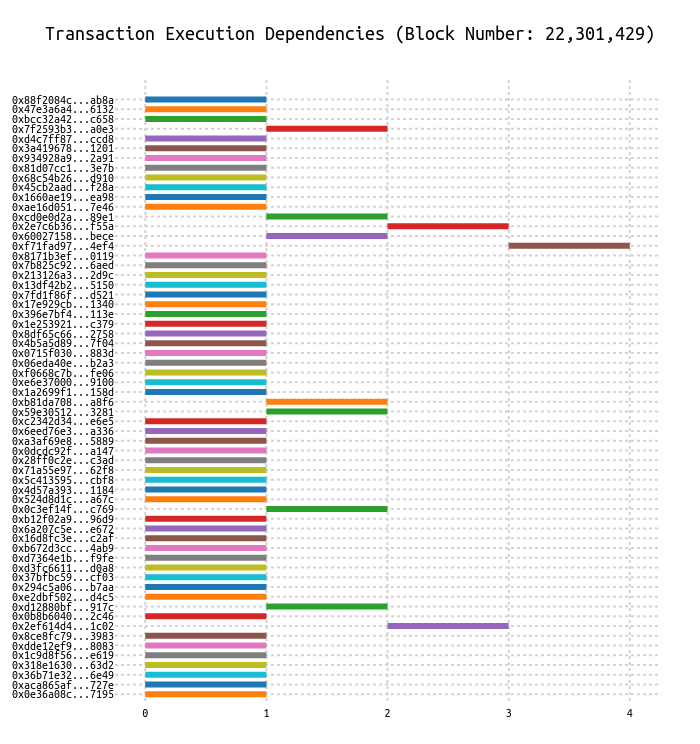 Transaction Execution Dependencies (Block Number: 22,301,429)
0x88f2084c...ab8a
0x47e3a6a4...6132
0xbcc32a42...c658
0x7f2593b3...a0e3
0xd4c7ff87...ccd8
0x3a419678...1201
0x934928a9...2a91
0x81d07cc1...3e7b
0x68c54b26...d910
0x45cb2aad...f28a
0x1660ae19...ea98
0xae16d051...7e46
0xcd0e0d2a...89e1
0x2e7c6b36...f55a
0x60027158...bece
0xf71fad97...4ef4
0x8171b3ef...0119
0x7b825c92...6aed
0x213126a3...2d9c
0x13df42b2...5150
0x7fd1f86f...d521
0x17e929cb...1340
0x396e7bf4...113e
0x1e253921...c379
0x8df65c66...2758
0x4b5a5d89...7f04
0x0715f030...883d
0x06eda40e...b2a3
0xf0668c7b...fe06
0xe6e37000...9100
0x1a2699f1...158d
0xb81da708...a8f6
0x59e30512...3281
0xc2342d34...e6e5
0x6eed76e3...a336
0xa3af69e8...5889
0x0dcdc92f...a147
0x28ff0c2e...c3ad
0x71a55e97...62f8
0x5c413595...cbf8
0x4d57a393...1184
0x524d8d1c...a67c
0x0c3ef14f...c769
0xb12f02a9...96d9
0x6a207c5e...e672
0x16d8fc3e...c2af
0xb672d3cc...4ab9
0xd7364e1b...f9fe
0xd3fc6611...d0a8
0x37bfbc59...cf03
0x294c5a06...b7aa
0xe2dbf502...d4c5
0xd12880bf...917c
0x0b8b6040...2c46
0x2ef614d4...1c02
0x8ce8fc79...3983
0xdde12ef9...8083
0x1c9d8f56...e619
0x318e1630...63d2
0x36b71e32...6e49
0xaca865af...727e
0x0e36a08c...7195
0 1 2 3 4